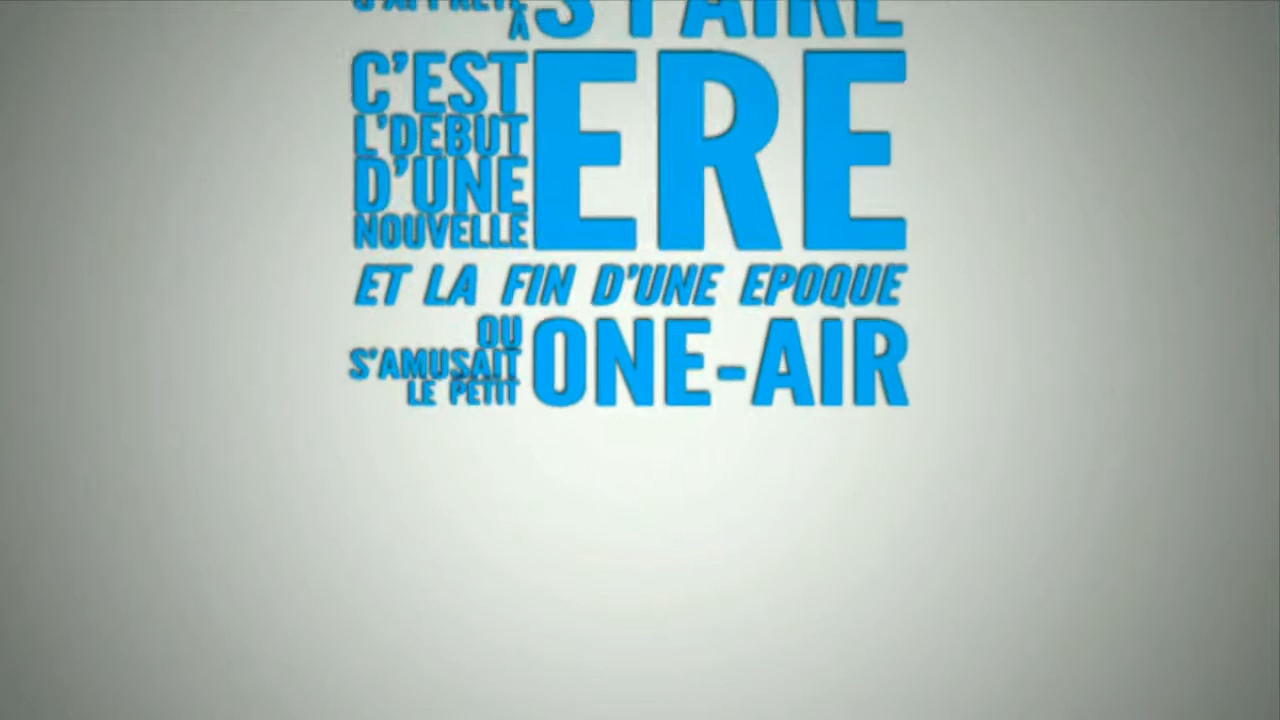 À S'FAIRE
C'EST
L'DEBUT
D'UNE
NOUVELLE
ERE
ET LA FIN D'UNE EPOQUE
OU
S'AMUSAIT
LE PETIT
ONE-AIR